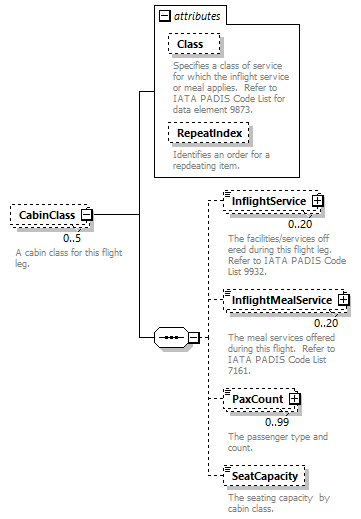 attributes
Class
Specifies a class of service
for which the inflight service
or meal applies.  Refer to
IATA PADIS Code List for
data element 9873.
RepeatIndex
Identifies an order for a
repdeating item.
CabinClass
0..5
A cabin class for this flight
leg.
InflightService
0..20
The facilities/services off
ered during this flight leg.
Refer to IATA PADIS Code
List 9932.
InflightMealService
0..20
The meal services offered
during this flight.  Refer to
IATA PADIS Code List
7161.
PaxCount
0..99
The passenger type and
count.
SeatCapacity
The seating capacity  by
cabin class.